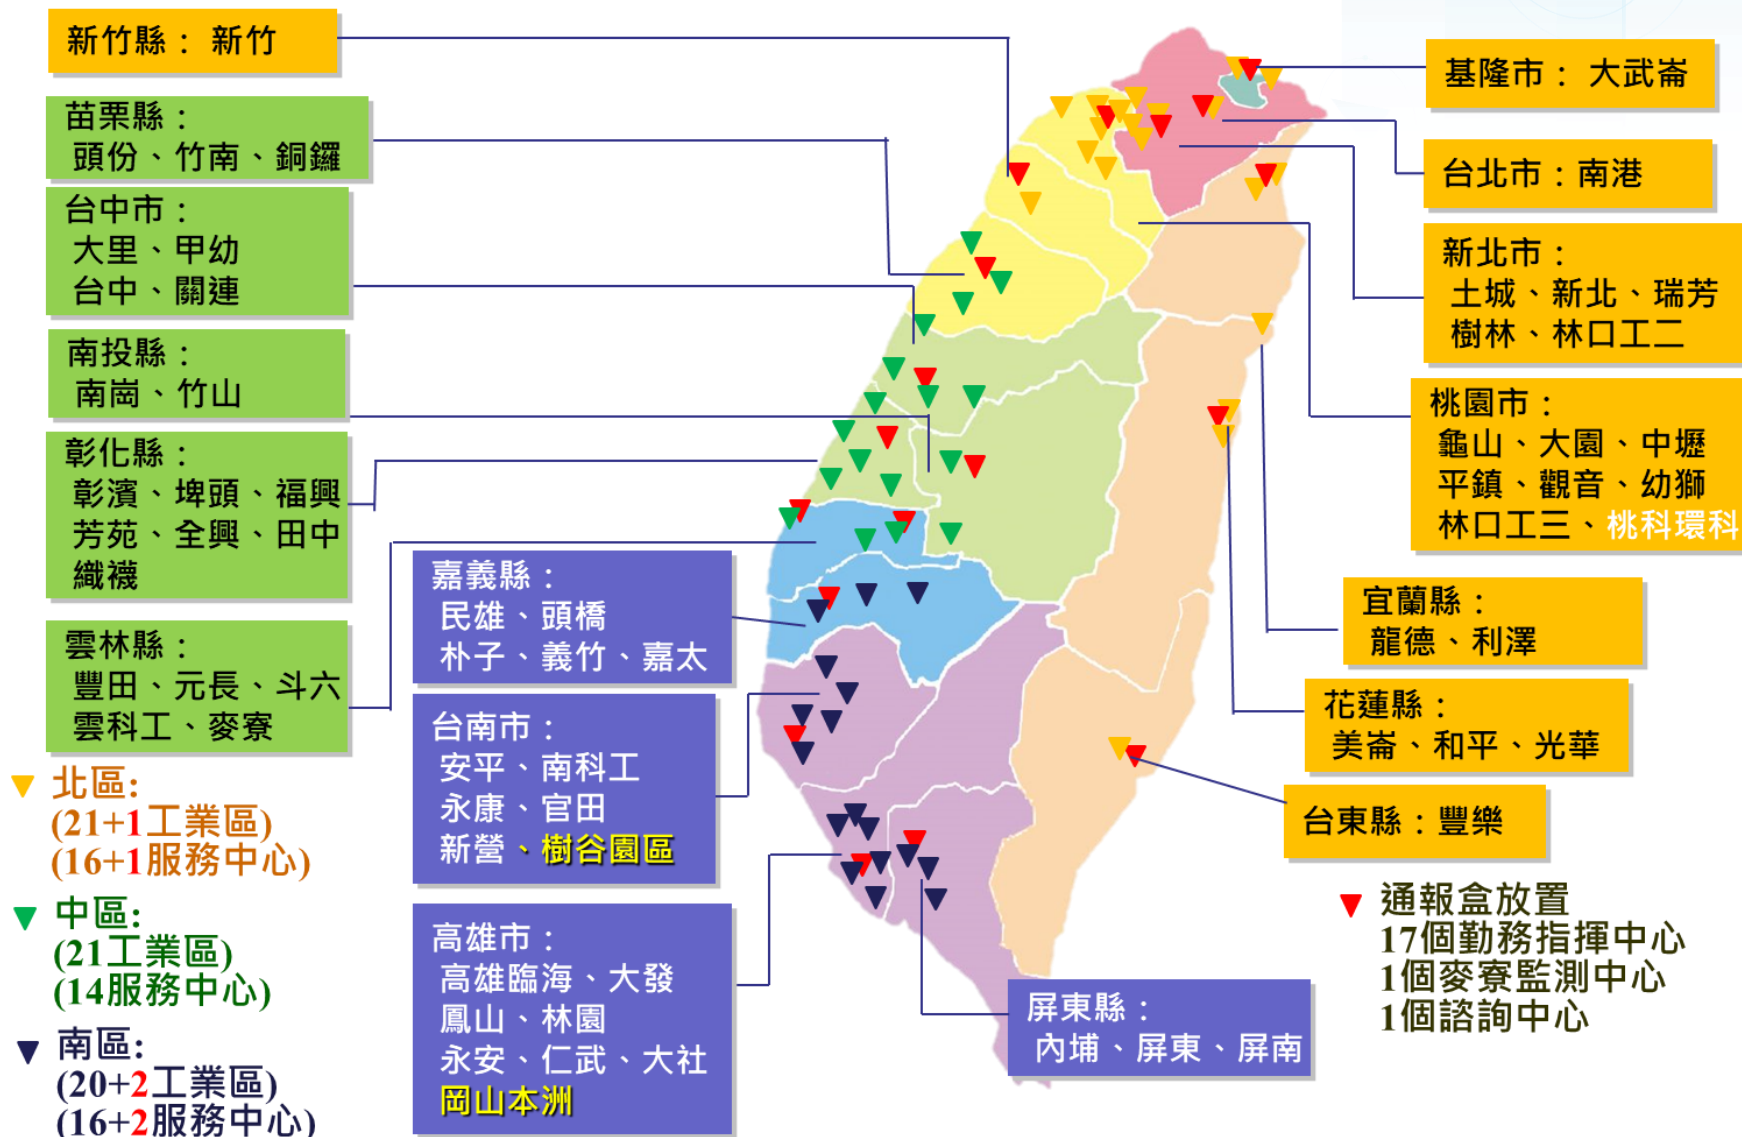 新竹縣： 新竹
苗栗縣：
頭份、竹南、銅鑼
台中市：
大里、甲幼
台中、關連
南投縣：
南崗、竹山
彰化縣：
彰濱、埤頭、福興
芳苑、全興、田中
織襪
雲林縣：
豐田、元長、斗六
雲科工、麥寮
北區:
(21+1工業區)
(16+1服務中心)
中區:
(21工業區)
(14服務中心)
南區:
(20+2工業區)
(16+2服務中心)
嘉義縣：
民雄、頭橋
朴子、義竹、嘉太
台南市：
安平、南科工
永康、官田
新營、樹谷園區
高雄市：
高雄臨海、大發
鳳山、林園
永安、仁武、大社
岡山本洲
基隆市： 大武崙
台北市：南港
新北市：
土城、新北、瑞芳
樹林、林口工二
桃園市：
龜山、大園、中壢
平鎮、觀音、幼獅
林口工三、桃科環科
宜蘭縣：
龍德、利澤
花蓮縣：
美崙、和平、光華
台東縣：豐樂
屏東縣：
內埔、屏東、屏南
通報盒放置
17個勤務指揮中心
1個麥寮監測中心
1個諮詢中心